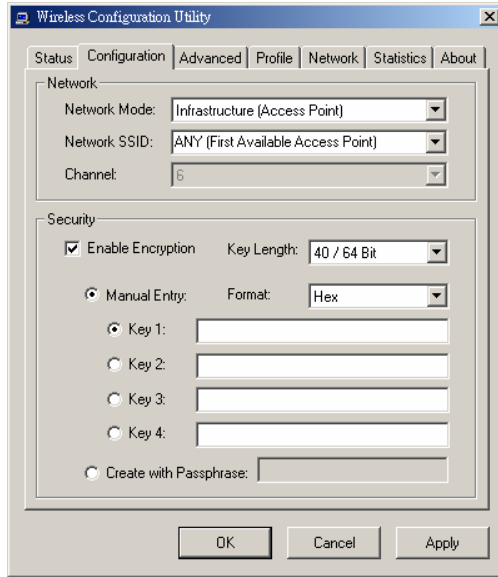 Wireless Configuration Utility
Status Configuration Advanced Profile Network Statistics About
Network
Network Mode: Infrastructure (Access Point)
Network SSID: ANY (First Available Access Point)
Channel: 6
Security
Enable Encryption Key Length: 40 / 64 Bit
Manual Entry: Format: Hex
Key 1:
Key 2:
Key 3:
Key 4:
Create with Passphrase:
OK Cancel Apply